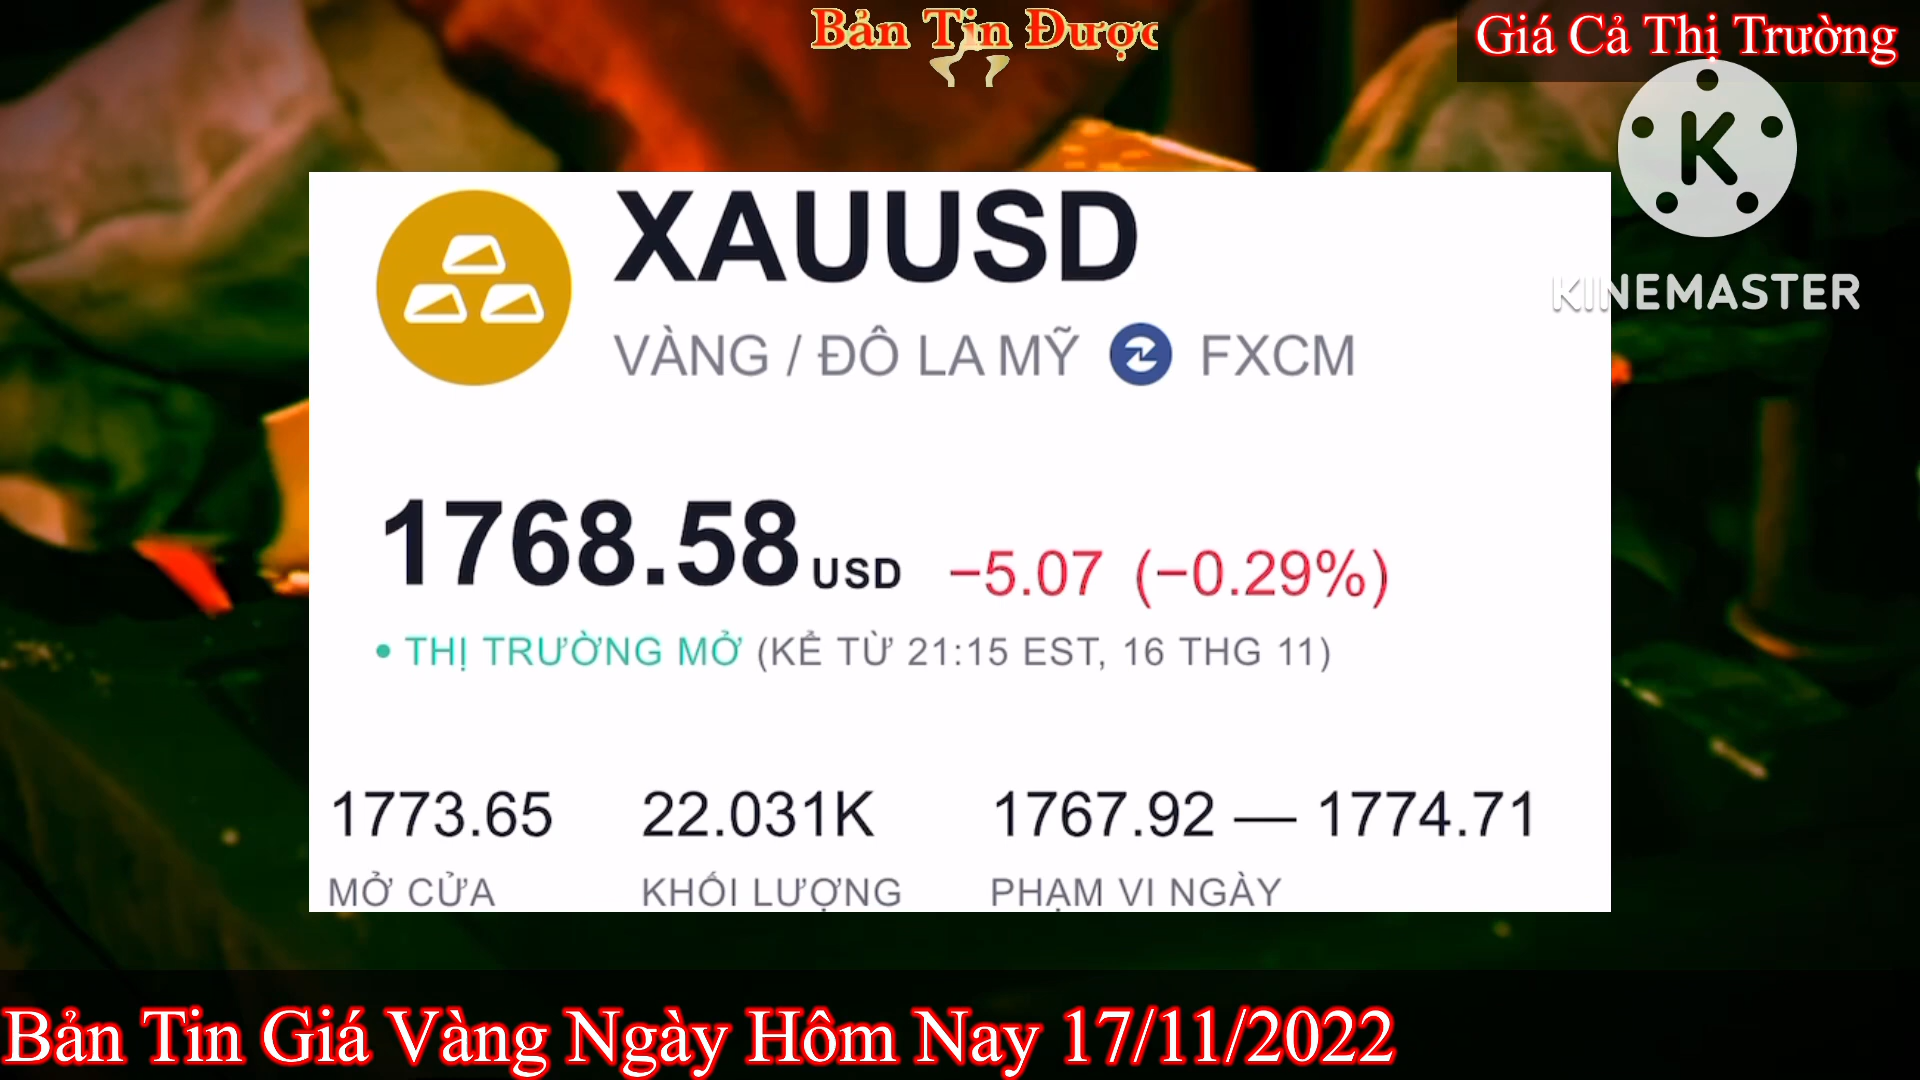 Bản Tin Được
Giá Cả Thị Trường
K
KINEMASTER
XAUUSD
VÀNG / ĐÔ LA MỸ FXCM
1768.58 USD −5.07 (−0.29%)
• THỊ TRƯỜNG MỞ (KỂ TỪ 21:15 EST, 16 THG 11)
1773.65 22.031K 1767.92 — 1774.71
MỞ CỬA KHỐI LƯỢNG PHẠM VI NGÀY
Bản Tin Giá Vàng Ngày Hôm Nay 17/11/2022